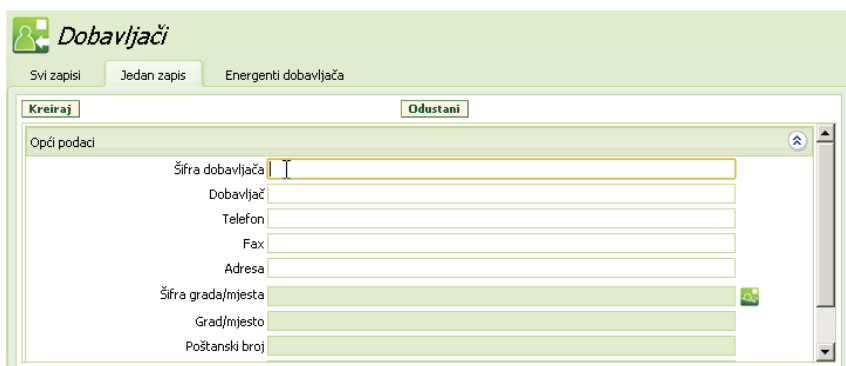 Dobavljači
Svi zapisi Jedan zapis Energenti dobavljača
Kreiraj Odustani
Opći podaci
Šifra dobavljača
Dobavljač
Telefon
Fax
Adresa
Šifra grada/mjesta
Grad/mjesto
Poštanski broj